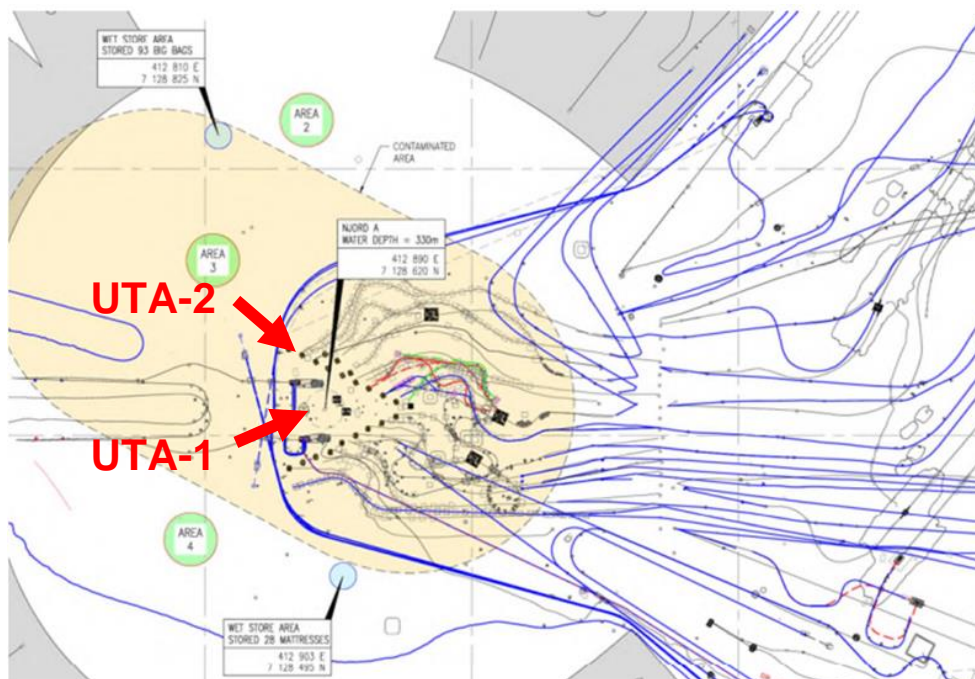 WET STORE AREA
STORED 93 BIG BAGS
412 810 E
7 128 825 N
AREA
2
CONTAMINATED
AREA
NJORD A
WATER DEPTH = 330m
412 890 E
7 128 620 N
AREA
3
UTA-2
UTA-1
AREA
4
WET STORE AREA
STORED 28 MATTRESSES
412 903 E
7 128 495 N